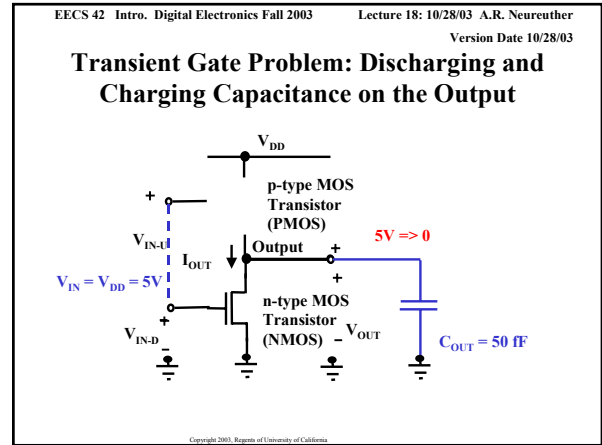 EECS 42 Intro. Digital Electronics Fall 2003 Lecture 18: 10/28/03 A.R. Neureuther
Version Date 10/28/03
Transient Gate Problem: Discharging and
Charging Capacitance on the Output
VDD
+
p-type MOS
Transistor
(PMOS)
VIN-U
IOUT
Output
+
5V => 0
VIN = VDD = 5V
+
n-type MOS
Transistor
(NMOS)
+
VIN-D
–
VOUT
–
COUT = 50 fF
Copyright 2003, Regents of University of California